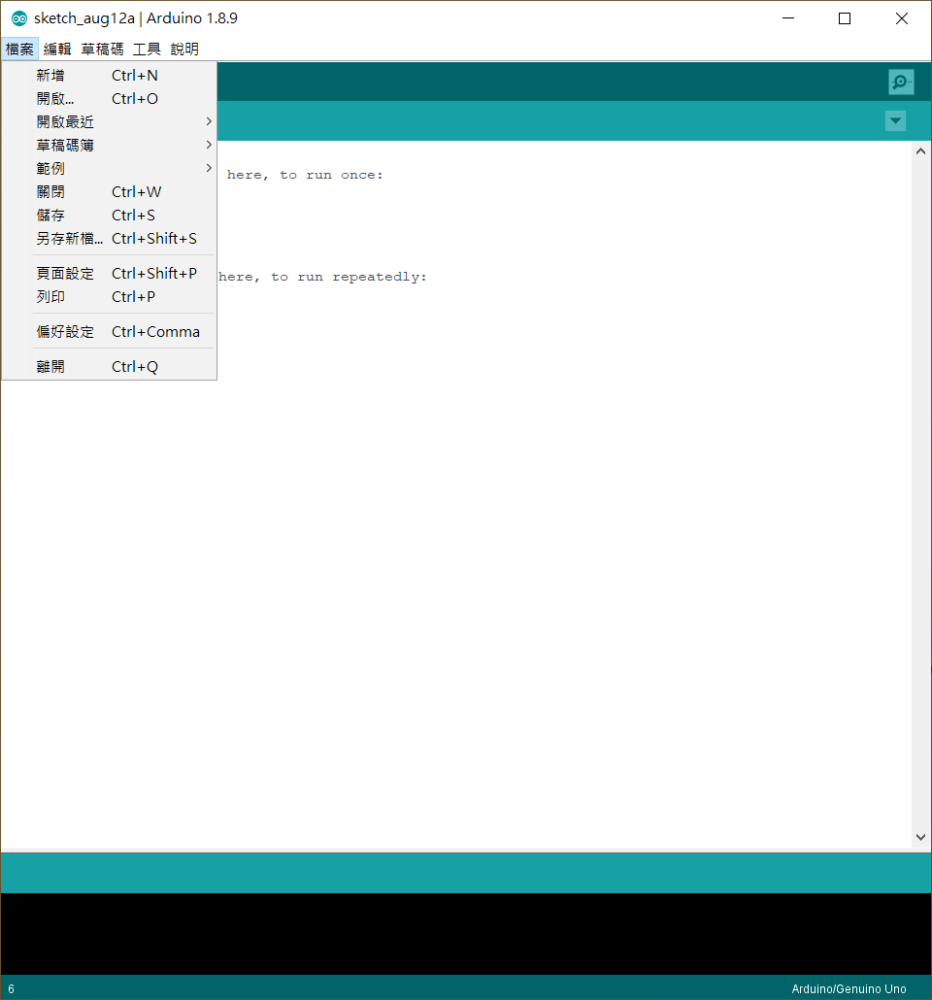 sketch_aug12a | Arduino 1.8.9
檔案 編輯 草稿碼 工具 說明
新增 Ctrl+N
開啟... Ctrl+O
開啟最近
草稿碼簿
範例
關閉 Ctrl+W
儲存 Ctrl+S
另存新檔... Ctrl+Shift+S
頁面設定 Ctrl+Shift+P
列印 Ctrl+P
偏好設定 Ctrl+Comma
離開 Ctrl+Q
here, to run once:
here, to run repeatedly:
6
Arduino/Genuino Uno